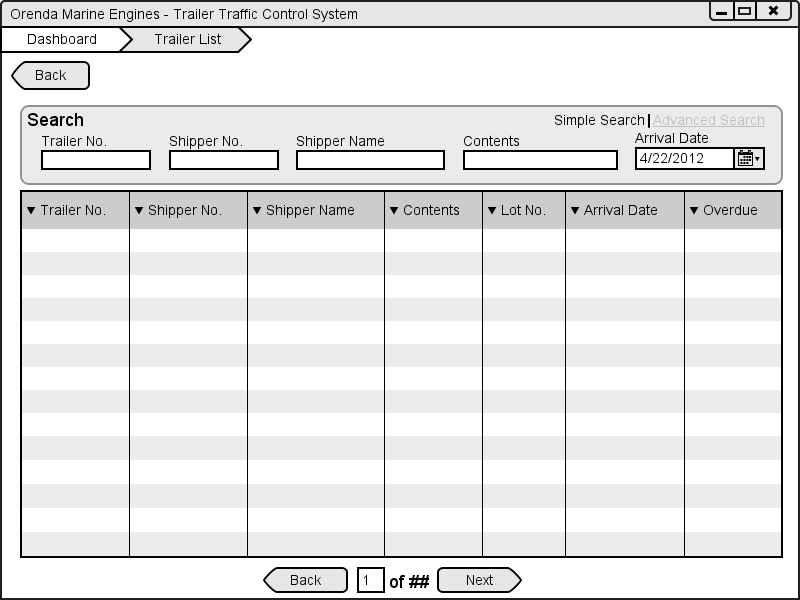 Orenda Marine Engines - Trailer Traffic Control System
Dashboard Trailer List
Back
Search Simple Search Advanced Search
Trailer No. Shipper No. Shipper Name Contents Arrival Date
4/22/2012
Trailer No. Shipper No. Shipper Name Contents Lot No. Arrival Date Overdue
Back 1 of ## Next